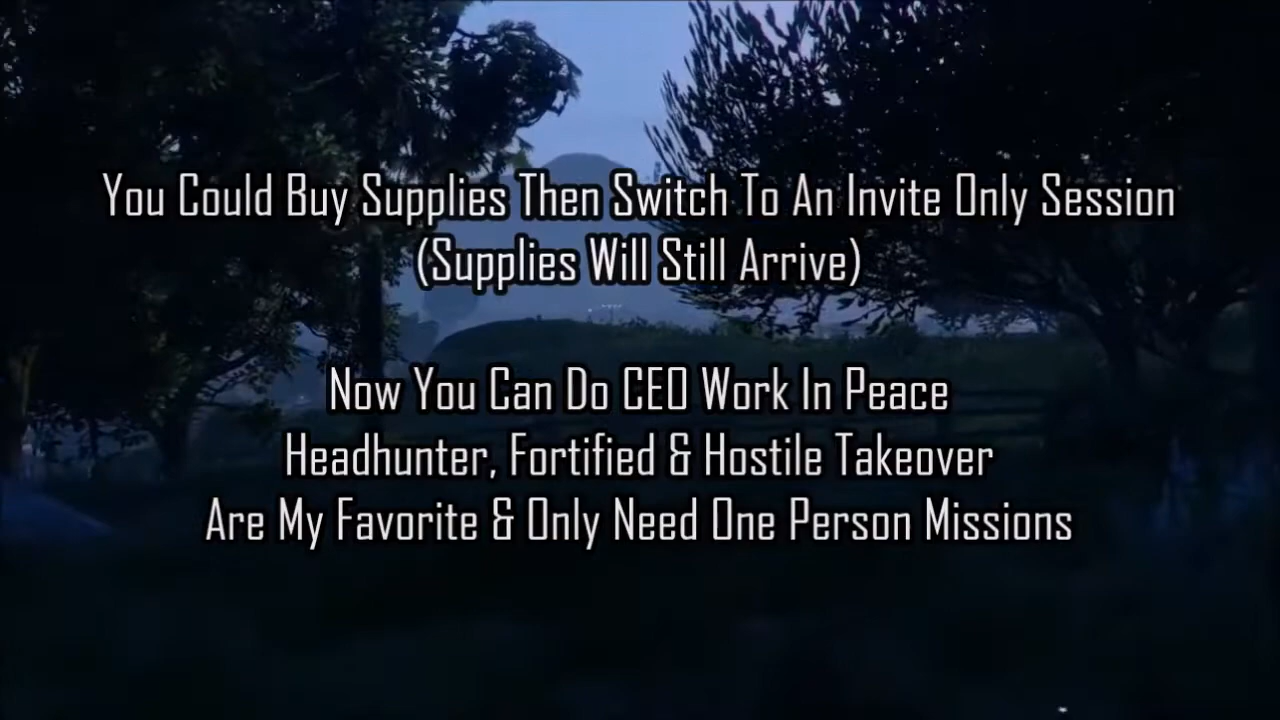 You Could Buy Supplies Then Switch To An Invite Only Session
(Supplies Will Still Arrive)
Now You Can Do CEO Work In Peace
Headhunter, Fortified & Hostile Takeover
Are My Favorite & Only Need One Person Missions